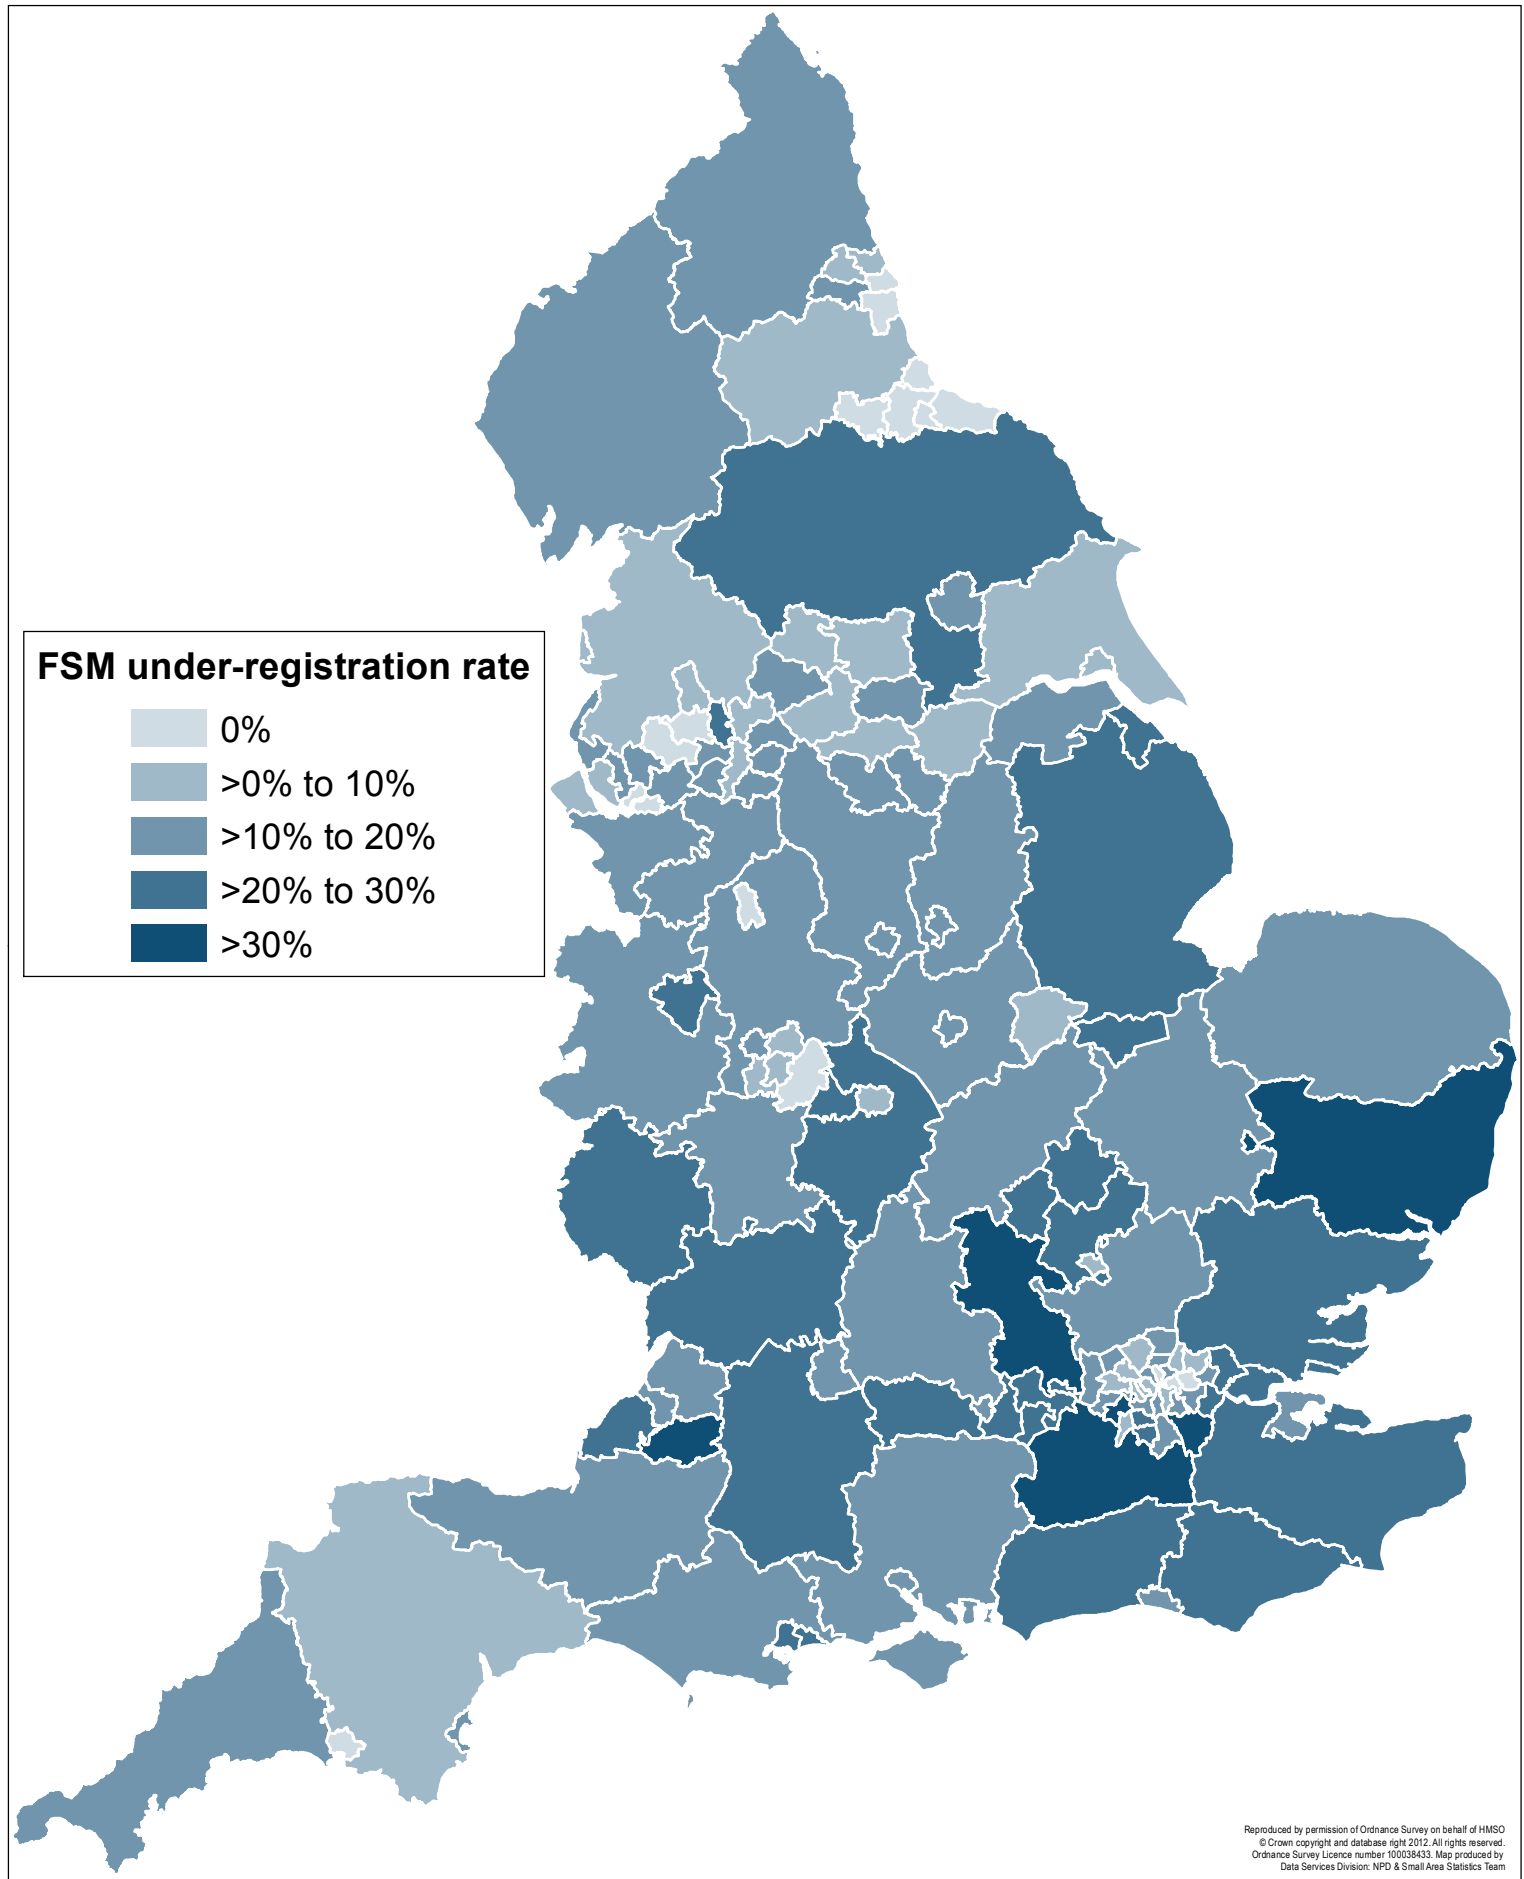 FSM under-registration rate
0%
>0% to 10%
>10% to 20%
>20% to 30%
>30%
Reproduced by permission of Ordnance Survey on behalf of HMSO
© Crown copyright and database right 2012. All rights reserved.
Ordnance Survey Licence number 100038433. Map produced by
Data Services Division: NPD & Small Area Statistics Team